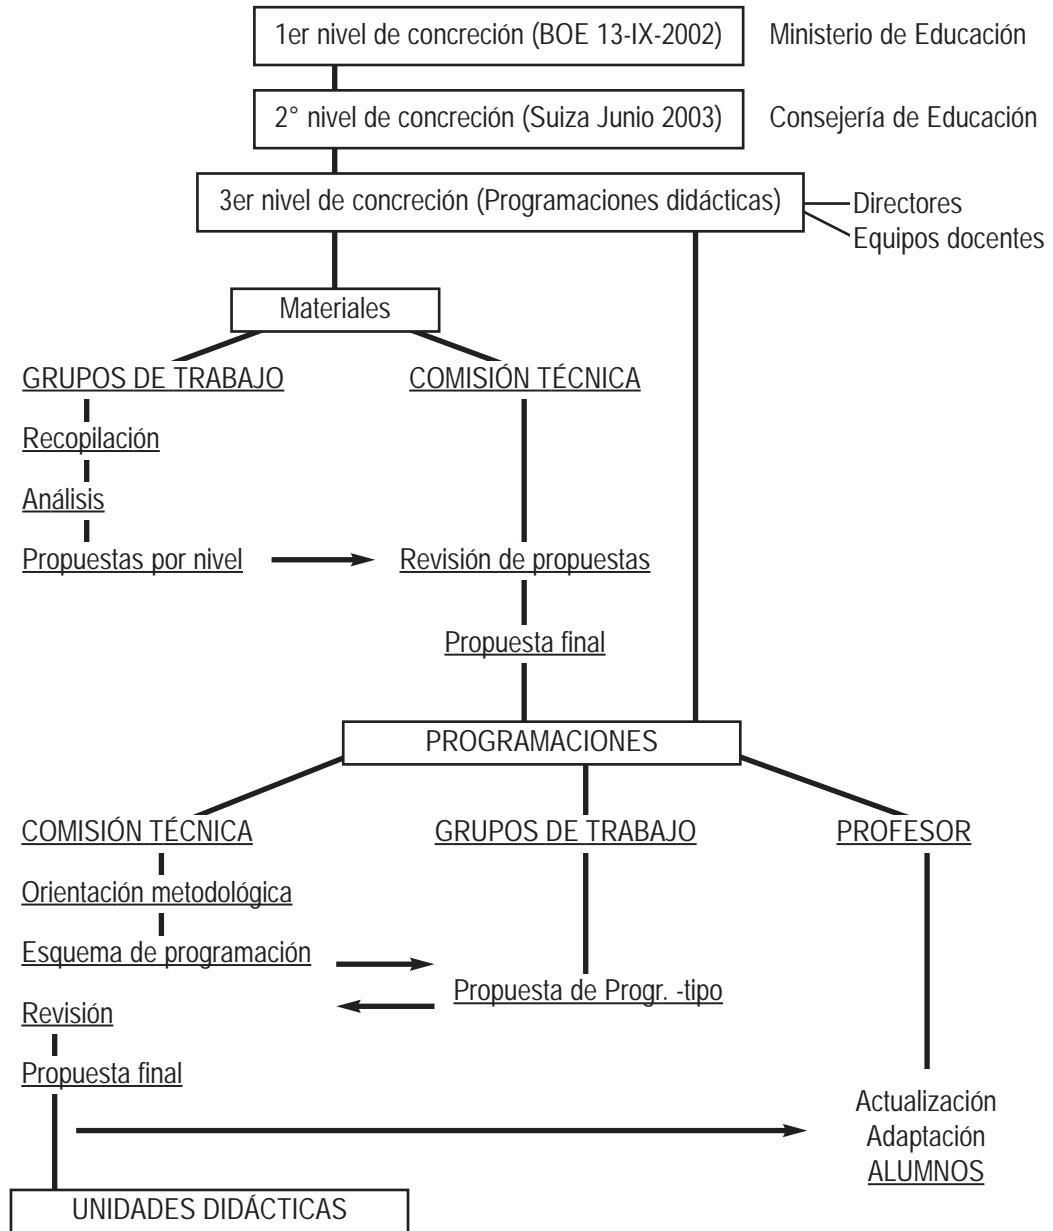 1er nivel de concreción (BOE 13-IX-2002)
Ministerio de Educación
2° nivel de concreción (Suiza Junio 2003)
Consejería de Educación
3er nivel de concreción (Programaciones didácticas)
Directores
Equipos docentes
Materiales
GRUPOS DE TRABAJO
COMISIÓN TÉCNICA
Recopilación
Análisis
Propuestas por nivel
Revisión de propuestas
Propuesta final
PROGRAMACIONES
COMISIÓN TÉCNICA
GRUPOS DE TRABAJO
PROFESOR
Orientación metodológica
Esquema de programación
Propuesta de Progr. -tipo
Revisión
Propuesta final
Actualización
Adaptación
ALUMNOS
UNIDADES DIDÁCTICAS